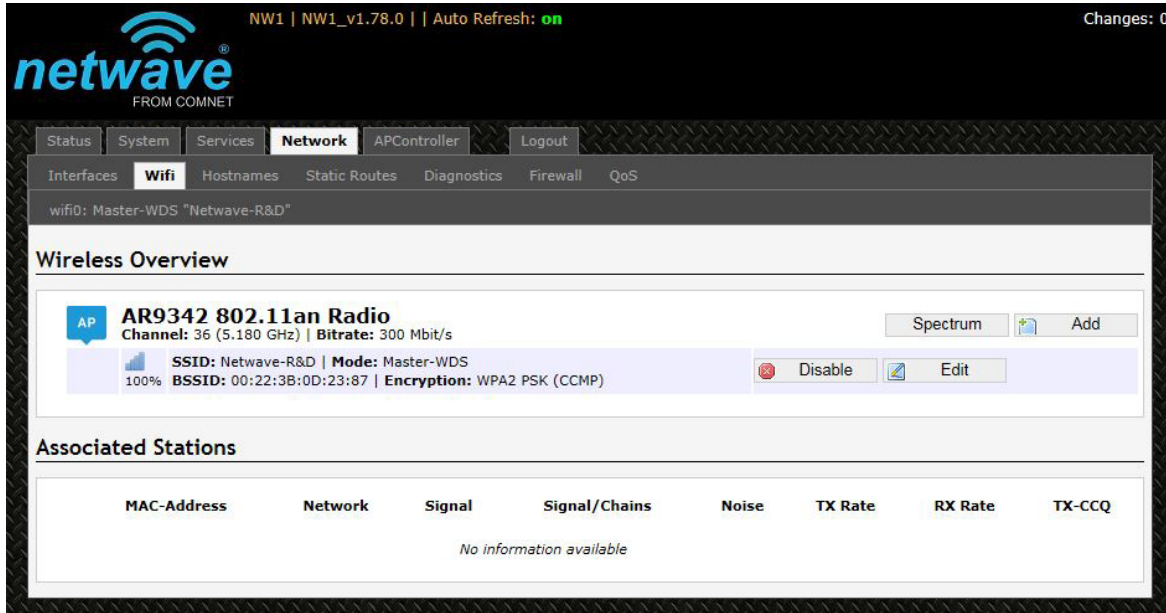 NW1 | NW1_v1.78.0 | | Auto Refresh: on
Changes: 0
netwave®
FROM COMNET
Status System Services Network APController Logout
Interfaces Wifi Hostnames Static Routes Diagnostics Firewall QoS
wifi0: Master-WDS "Netwave-R&D"
Wireless Overview
AP
AR9342 802.11an Radio
Channel: 36 (5.180 GHz) | Bitrate: 300 Mbit/s
Spectrum Add
SSID: Netwave-R&D | Mode: Master-WDS
100% BSSID: 00:22:3B:0D:23:87 | Encryption: WPA2 PSK (CCMP)
Disable Edit
Associated Stations
MAC-Address Network Signal Signal/Chains Noise TX Rate RX Rate TX-CCQ
No information available